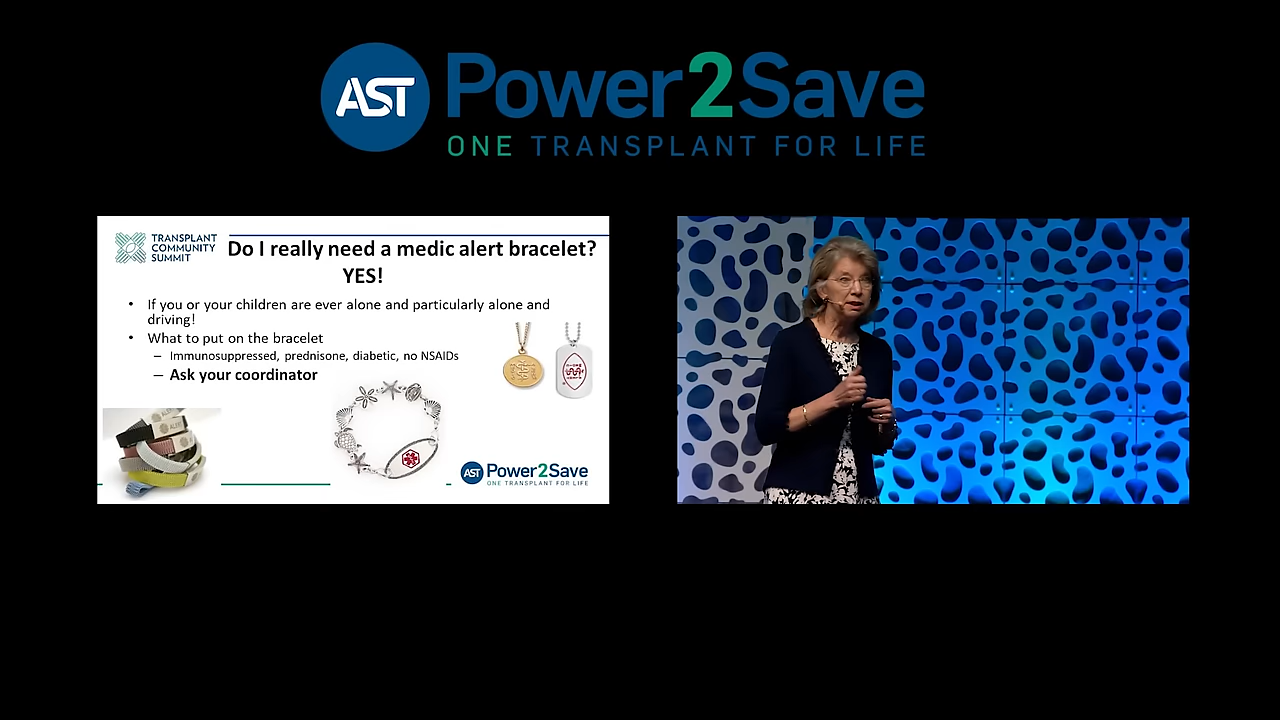 AST Power2Save
ONE TRANSPLANT FOR LIFE
TRANSPLANT
COMMUNITY
SUMMIT
Do I really need a medic alert bracelet?
YES!
• If you or your children are ever alone and particularly alone and
driving!
• What to put on the bracelet
– Immunosuppressed, prednisone, diabetic, no NSAIDs
– Ask your coordinator
ALERT
AST Power2Save
ONE TRANSPLANT FOR LIFE